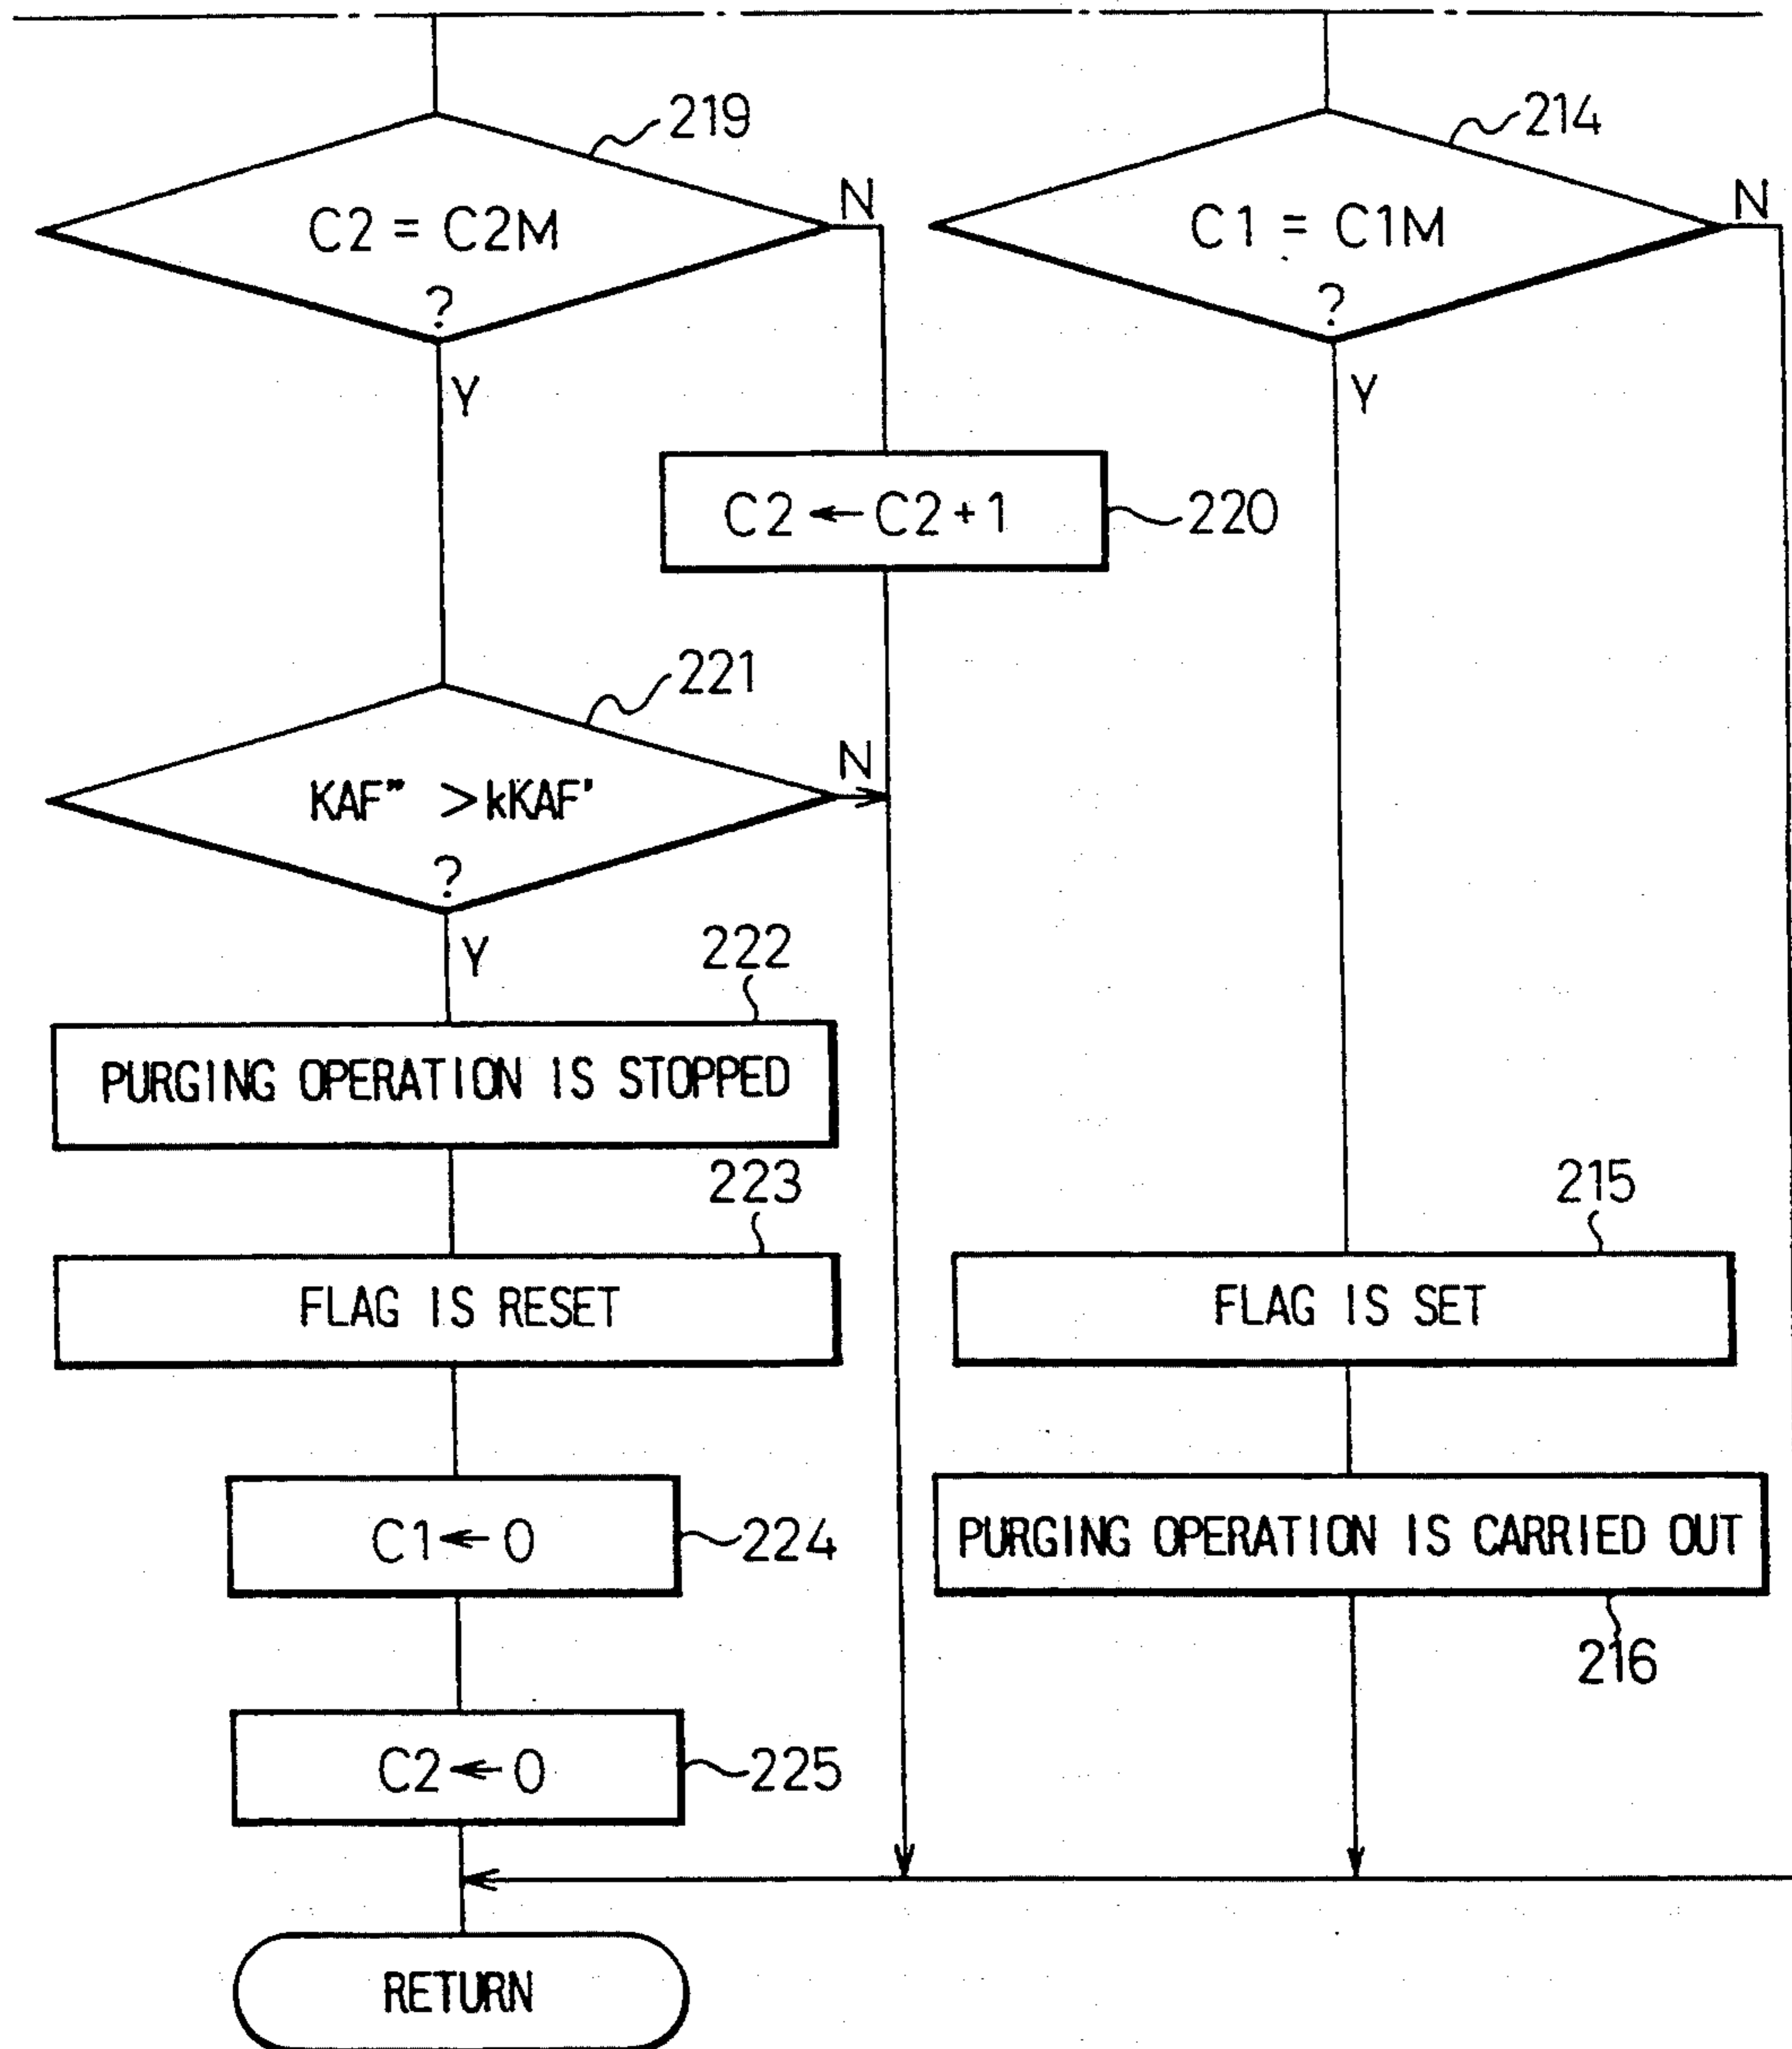 219
C2 = C2M
?
N
Y
214
C1 = C1M
?
N
Y
C2 ← C2 + 1
220
221
KAF" > kKAF'
?
N
Y
222
PURGING OPERATION IS STOPPED
223
FLAG IS RESET
215
FLAG IS SET
C1 ← 0
224
PURGING OPERATION IS CARRIED OUT
216
C2 ← 0
225
RETURN